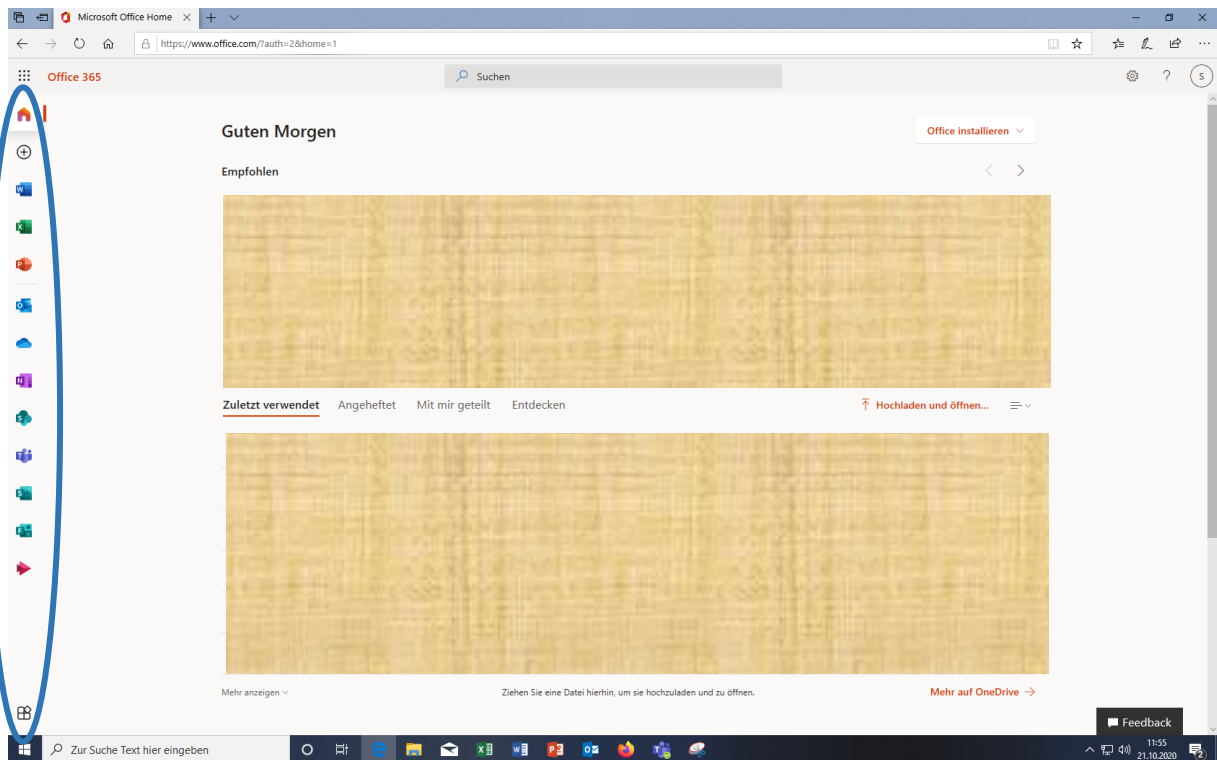 Microsoft Office Home
https://www.office.com/?auth=2&home=1
Office 365
Suchen
?
S
Guten Morgen
Office installieren
Empfohlen
Zuletzt verwendet Angeheftet Mit mir geteilt Entdecken
Hochladen und öffnen...
Mehr anzeigen
Ziehen Sie eine Datei hierhin, um sie hochzuladen und zu öffnen.
Mehr auf OneDrive
Feedback
Zur Suche Text hier eingeben
11:55
21.10.2020
2